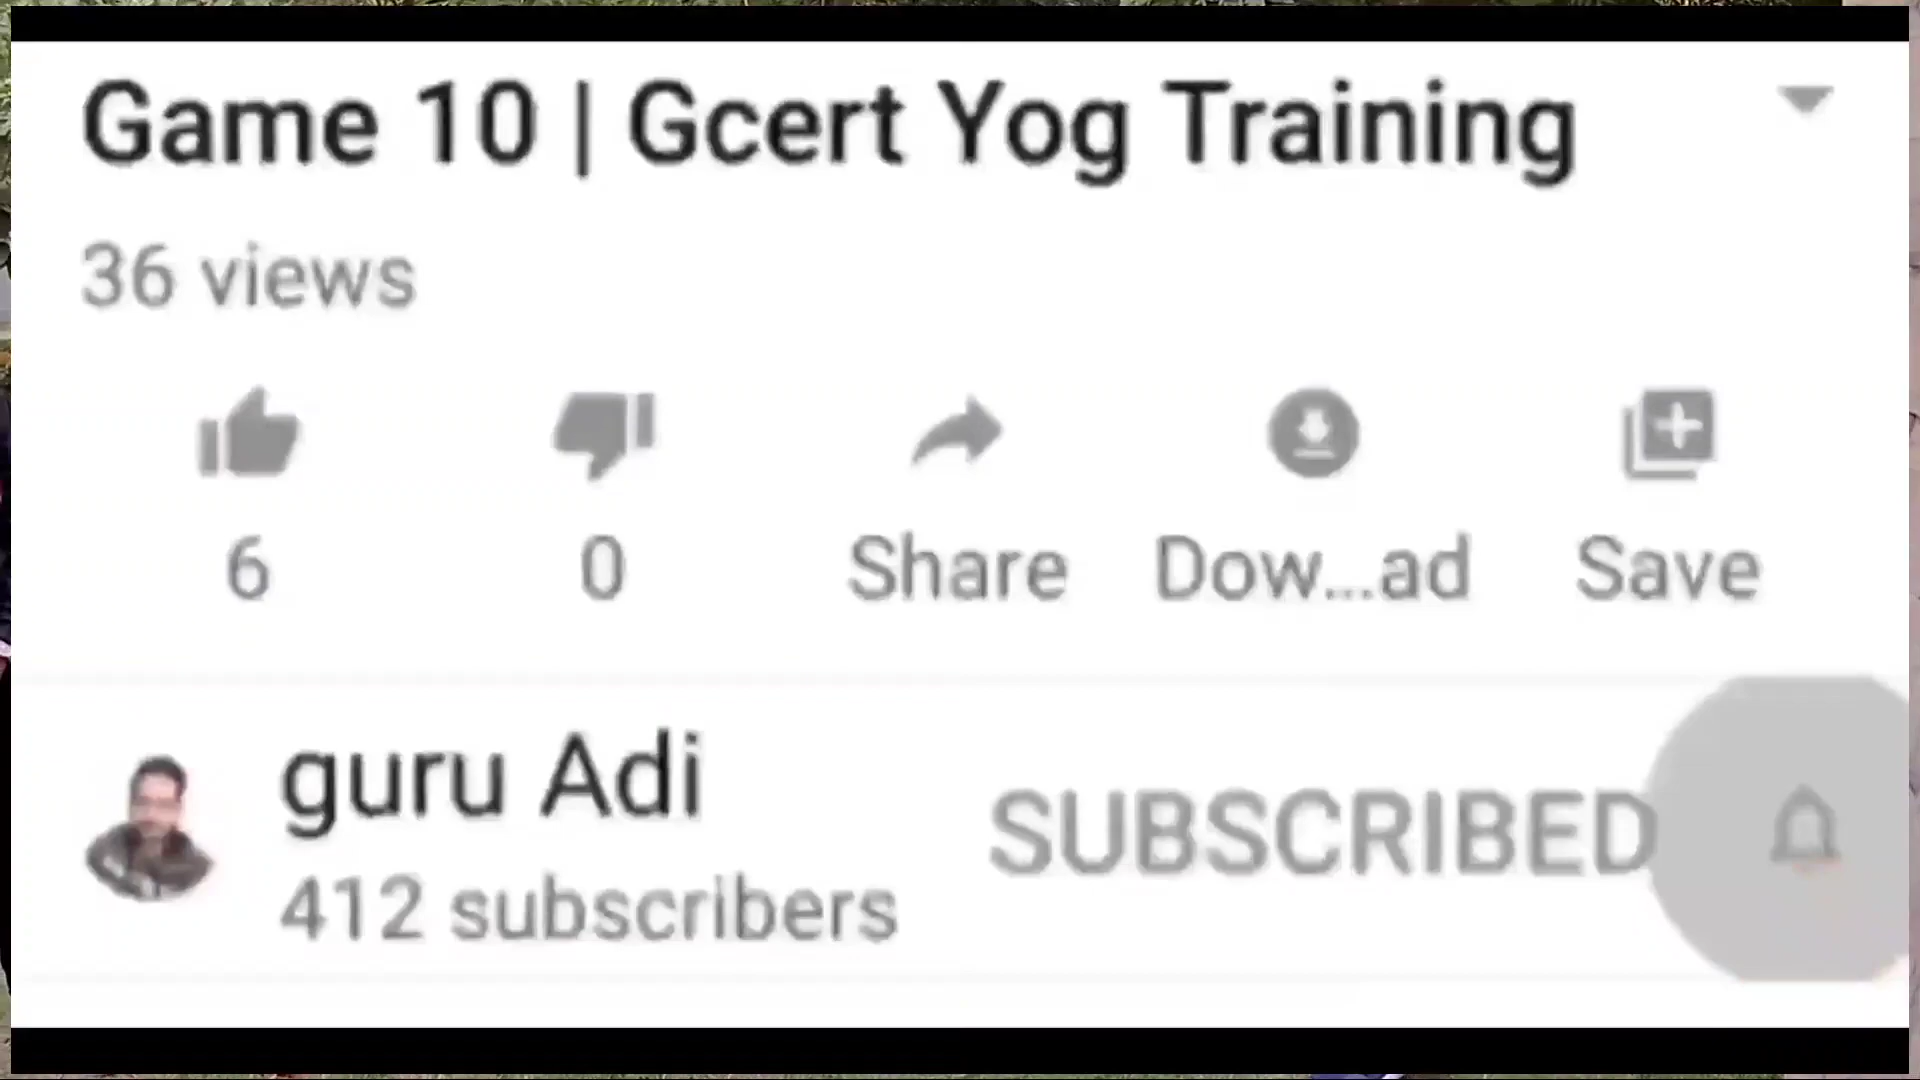 Game 10 | Gcert Yog Training
36 views
6 0 Share Dow...ad Save
guru Adi
SUBSCRIBED
412 subscribers